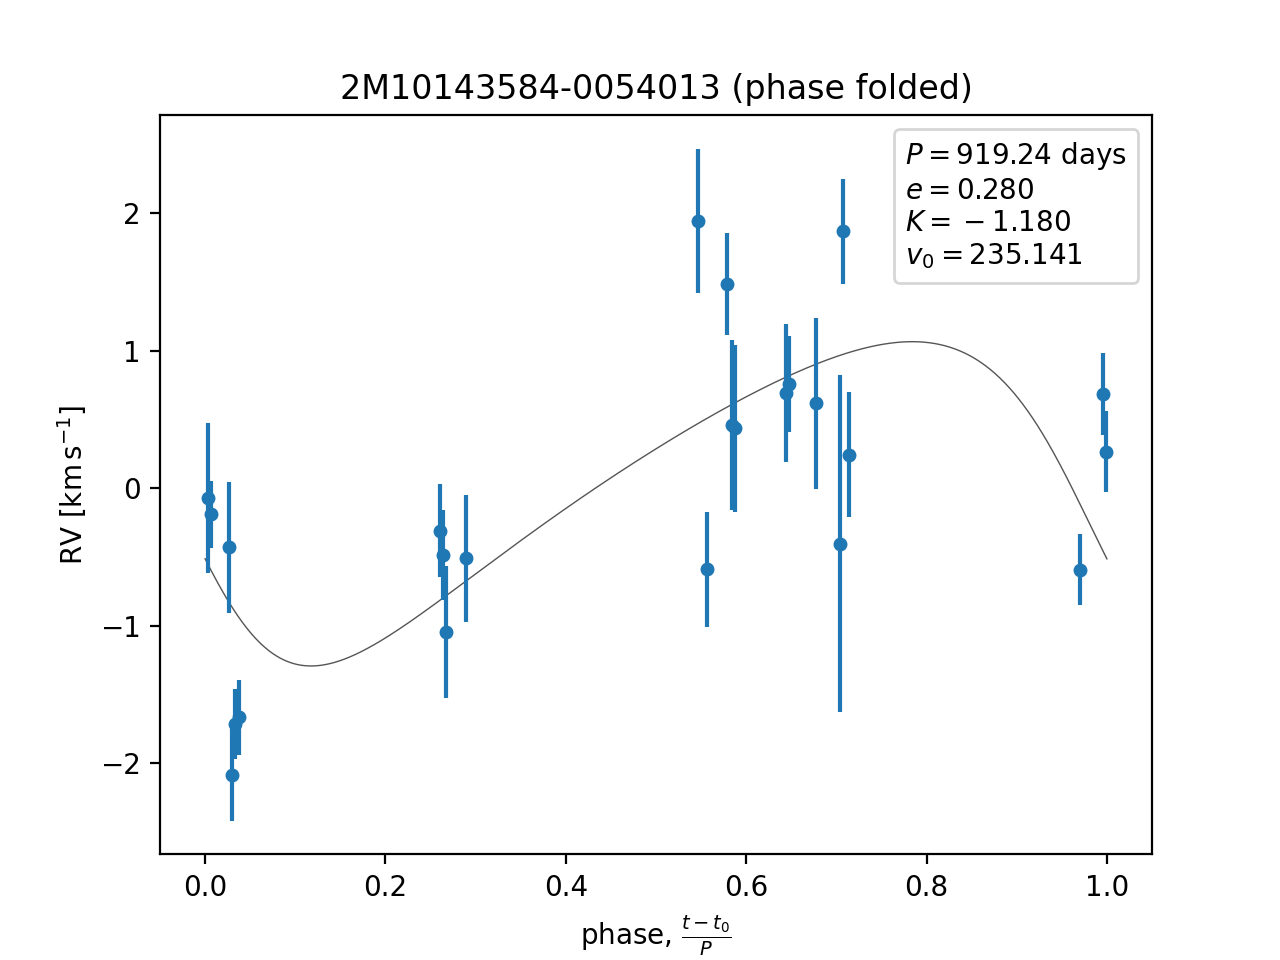 2M10143584-0054013 (phase folded)
P = 919.24 days
e = 0.280
K = −1.180
v₀ = 235.141
RV [km s⁻¹]
2
1
0
−1
−2
0.0 0.2 0.4 0.6 0.8 1.0
phase, (t − t₀)/P